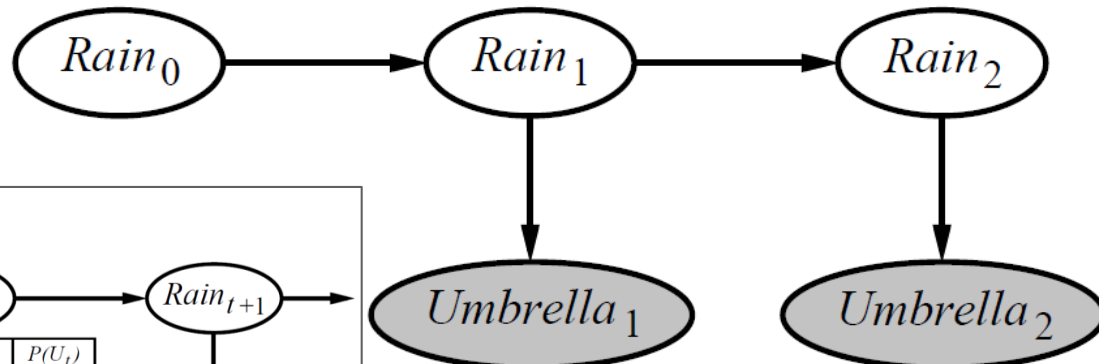 Rain₀
Rain₁
Rain₂
Rainₜ₊₁
Umbrella₁
Umbrella₂
P(Uₜ)